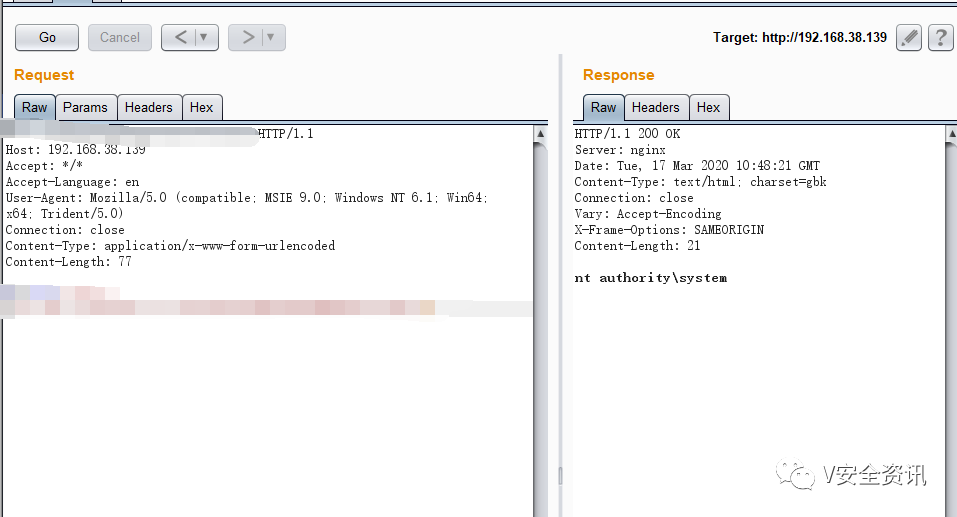 Go
Cancel
<
>
Target: http://192.168.38.139
?
Request
Response
Raw
Params
Headers
Hex
Raw
Headers
Hex
HTTP/1.1
Host: 192.168.38.139
Accept: */*
Accept-Language: en
User-Agent: Mozilla/5.0 (compatible; MSIE 9.0; Windows NT 6.1; Win64;
x64; Trident/5.0)
Connection: close
Content-Type: application/x-www-form-urlencoded
Content-Length: 77
HTTP/1.1 200 OK
Server: nginx
Date: Tue, 17 Mar 2020 10:48:21 GMT
Content-Type: text/html; charset=gbk
Connection: close
Vary: Accept-Encoding
X-Frame-Options: SAMEORIGIN
Content-Length: 21
nt authority\system
V安全资讯